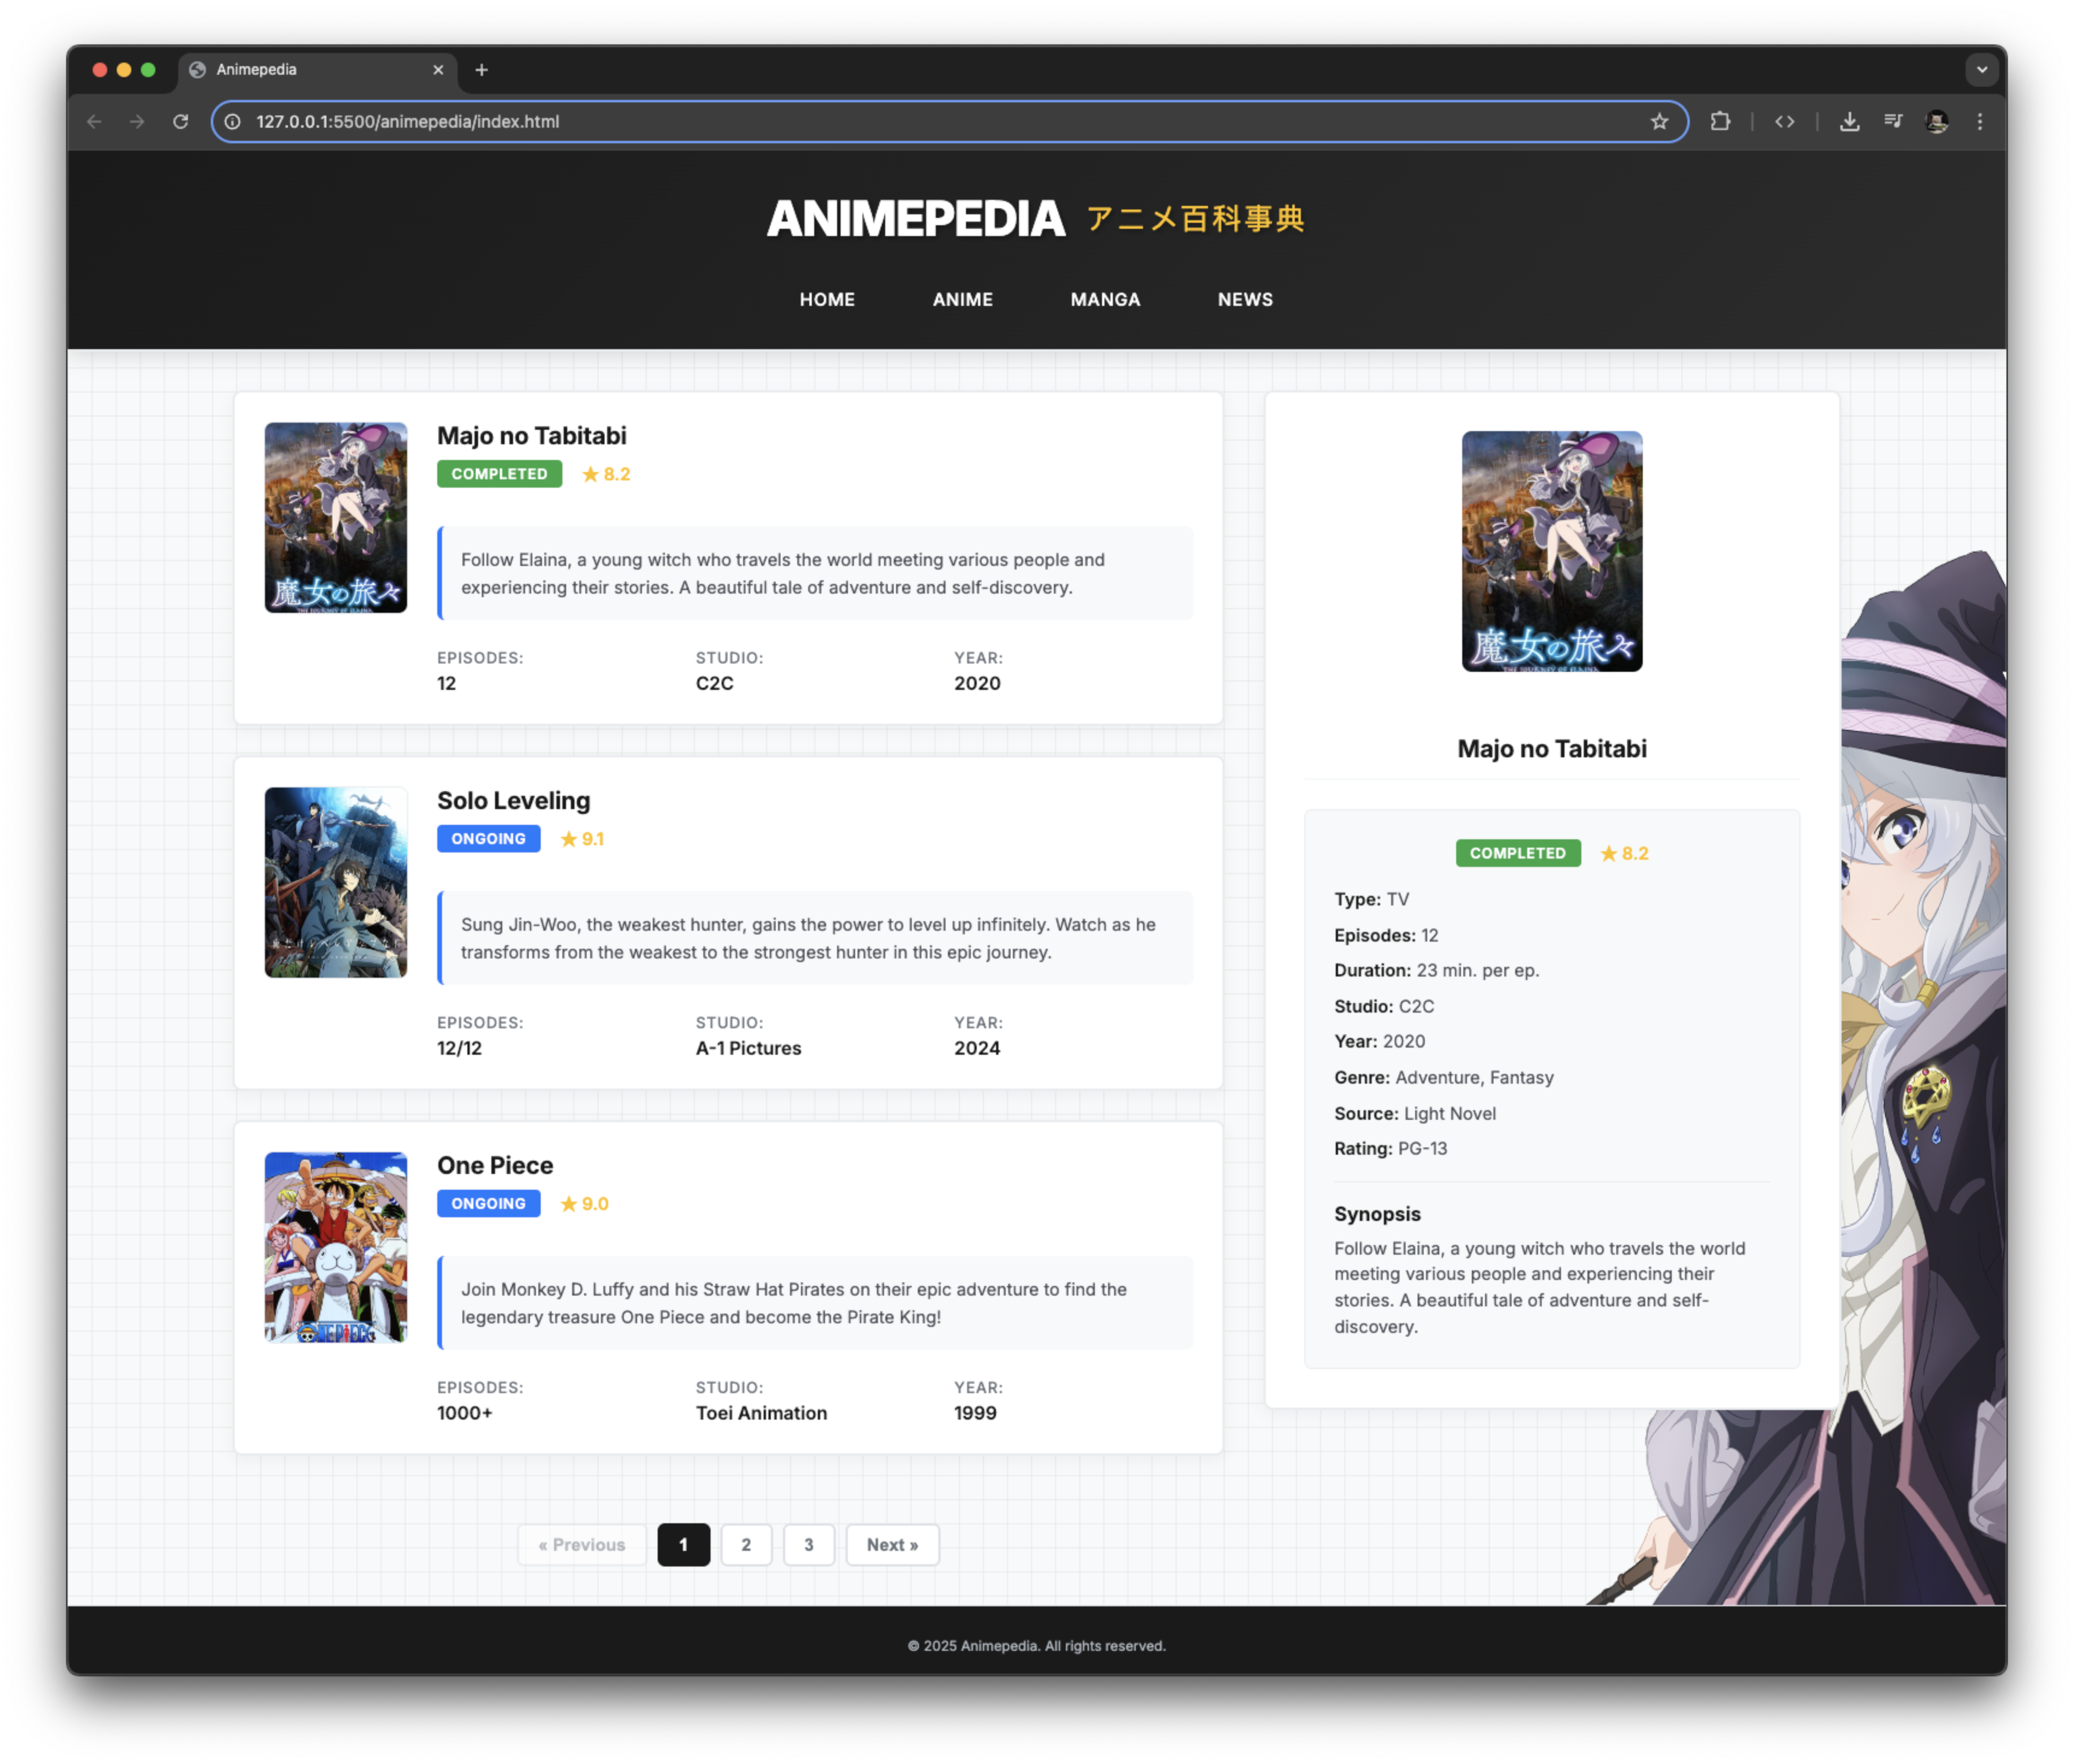 Animepedia
127.0.0.1:5500/animepedia/index.html
ANIMEPEDIA アニメ百科事典
HOME ANIME MANGA NEWS
魔女の旅々
THE JOURNEY OF ELAINA
Majo no Tabitabi
COMPLETED ★ 8.2
Follow Elaina, a young witch who travels the world meeting various people and
experiencing their stories. A beautiful tale of adventure and self-discovery.
EPISODES: STUDIO: YEAR:
12 C2C 2020
Solo Leveling
ONGOING ★ 9.1
Sung Jin-Woo, the weakest hunter, gains the power to level up infinitely. Watch as he
transforms from the weakest to the strongest hunter in this epic journey.
EPISODES: STUDIO: YEAR:
12/12 A-1 Pictures 2024
ONE PIECE
One Piece
ONGOING ★ 9.0
Join Monkey D. Luffy and his Straw Hat Pirates on their epic adventure to find the
legendary treasure One Piece and become the Pirate King!
EPISODES: STUDIO: YEAR:
1000+ Toei Animation 1999
« Previous 1 2 3 Next »
魔女の旅々
THE JOURNEY OF ELAINA
Majo no Tabitabi
COMPLETED ★ 8.2
Type: TV
Episodes: 12
Duration: 23 min. per ep.
Studio: C2C
Year: 2020
Genre: Adventure, Fantasy
Source: Light Novel
Rating: PG-13
Synopsis
Follow Elaina, a young witch who travels the world
meeting various people and experiencing their
stories. A beautiful tale of adventure and self-
discovery.
© 2025 Animepedia. All rights reserved.